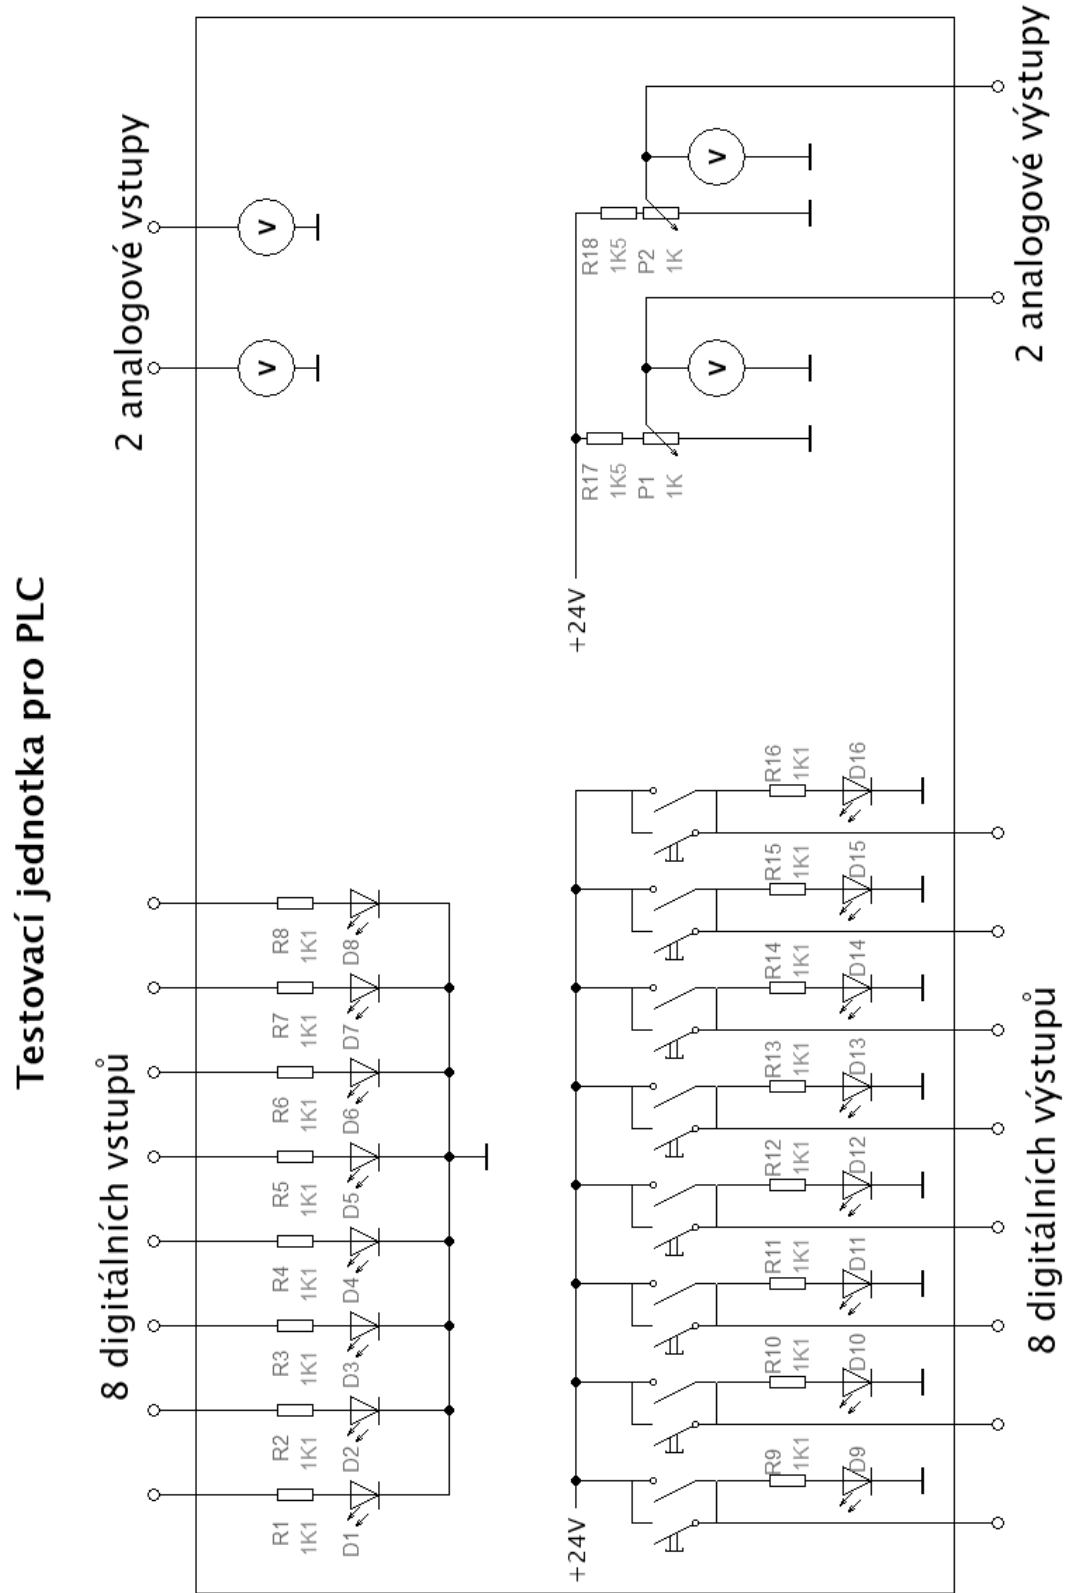 Testovací jednotka pro PLC
8 digitálních vstupů
2 analogové vstupy
R1
1K1
D1
R2
1K1
D2
R3
1K1
D3
R4
1K1
D4
R5
1K1
D5
R6
1K1
D6
R7
1K1
D7
R8
1K1
D8
V
V
+24V
R9
1K1
D9
R10
1K1
D10
R11
1K1
D11
R12
1K1
D12
R13
1K1
D13
R14
1K1
D14
R15
1K1
D15
R16
1K1
D16
+24V
R17
1K5
P1
1K
V
R18
1K5
P2
1K
V
8 digitálních výstupů
2 analogové výstupy